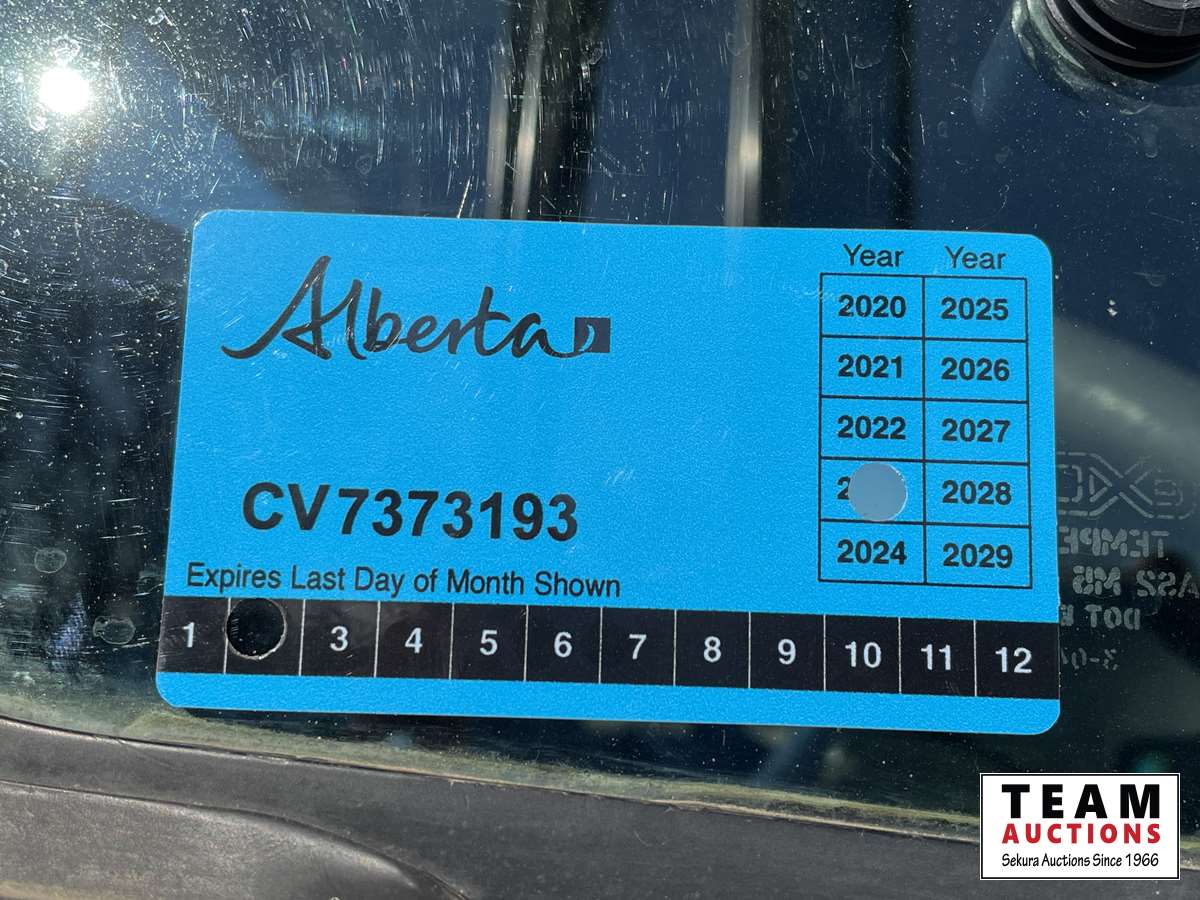 Alberta
Year Year
2020 2025
2021 2026
2022 2027
2028
2024 2029
CV7373193
Expires Last Day of Month Shown
1 3 4 5 6 7 8 9 10 11 12
TEAM
AUCTIONS
Sekura Auctions Since 1966